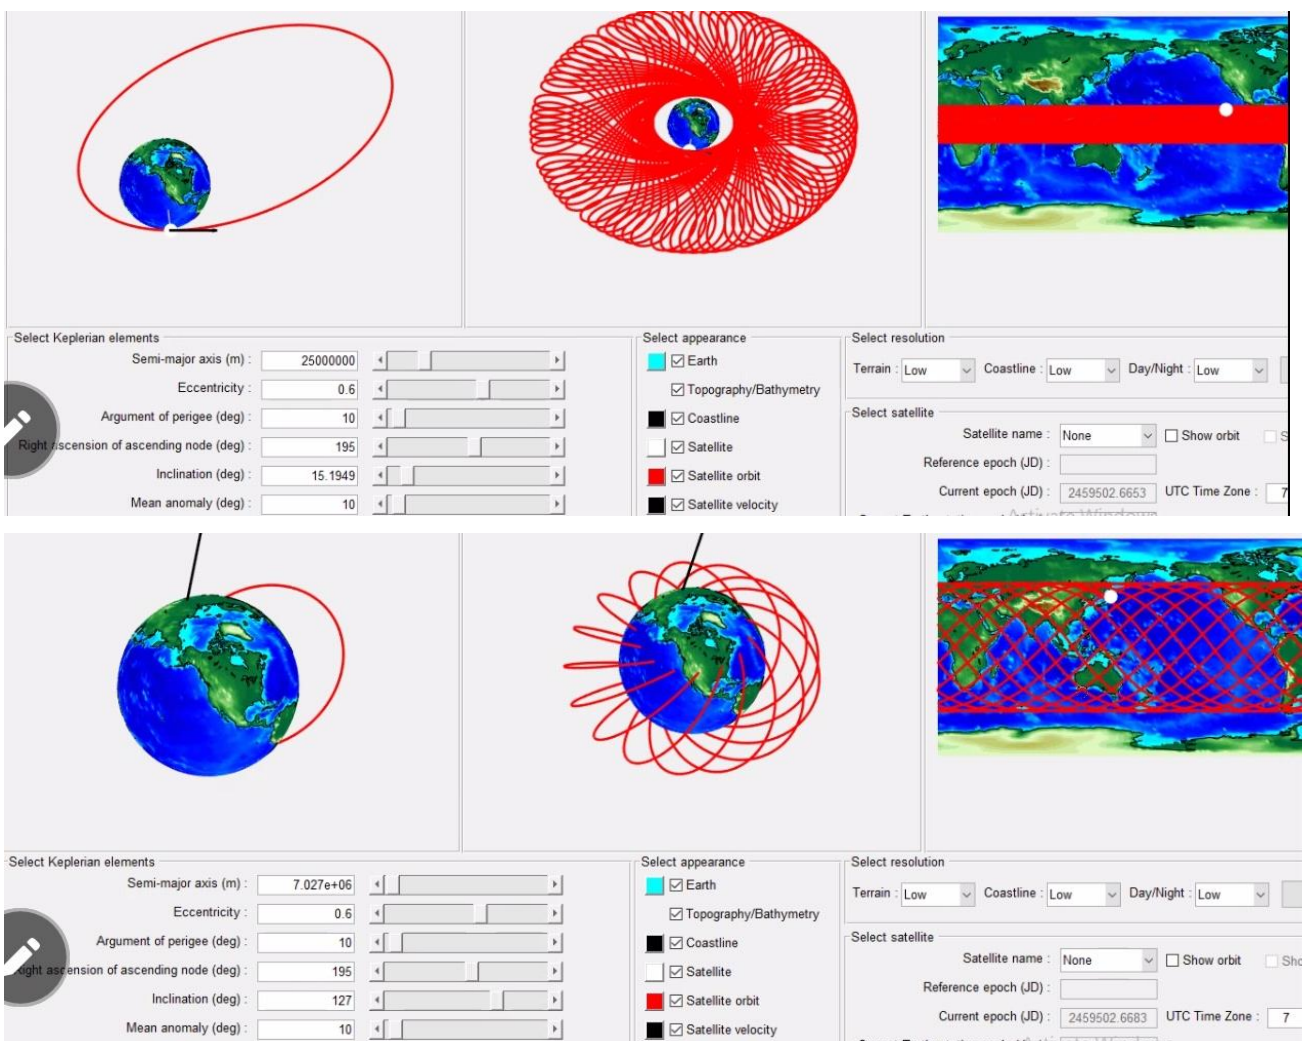 Select Keplerian elements
Semi-major axis (m) : 25000000
Eccentricity : 0.6
Argument of perigee (deg) : 10
Right ascension of ascending node (deg) : 195
Inclination (deg) : 15.1949
Mean anomaly (deg) : 10
Select appearance
Earth
Topography/Bathymetry
Coastline
Satellite
Satellite orbit
Satellite velocity
Select resolution
Terrain : Low Coastline : Low Day/Night : Low
Select satellite
Satellite name : None Show orbit S
Reference epoch (JD) :
Current epoch (JD) : 2459502.6653 UTC Time Zone : 7
Select Keplerian elements
Semi-major axis (m) : 7.027e+06
Eccentricity : 0.6
Argument of perigee (deg) : 10
Right ascension of ascending node (deg) : 195
Inclination (deg) : 127
Mean anomaly (deg) : 10
Select appearance
Earth
Topography/Bathymetry
Coastline
Satellite
Satellite orbit
Satellite velocity
Select resolution
Terrain : Low Coastline : Low Day/Night : Low
Select satellite
Satellite name : None Show orbit Sho
Reference epoch (JD) :
Current epoch (JD) : 2459502.6683 UTC Time Zone : 7